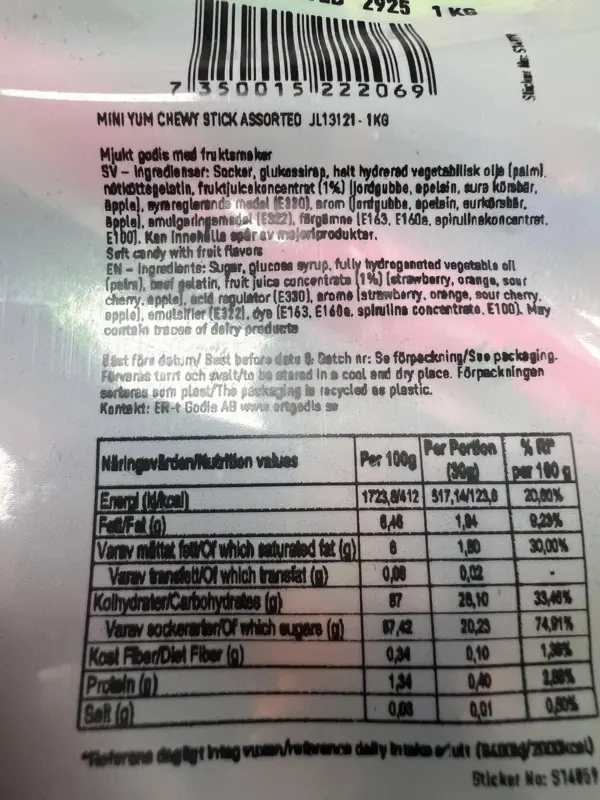 2925 1 KG
7 350015 222069
MINI YUM CHEWY STICK ASSORTED JL13121 - 1KG
Mjukt godis med fruktsmaker
SV - Ingredienser: Socker, glukossirap, helt hydrerad vegetabilisk olja (palm),
nötköttsgelatin, fruktjuicekoncentrat (1%) (jordgubbe, apelsin, sura körsbär,
äpple), syrareglerande medel (E330), arom (jordgubbe, apelsin, surkörsbär,
äpple), emulgeringsmedel (E322), färgämne (E163, E160a, spirulinakoncentrat,
E100). Kan innehålla spår av mejeriprodukter.
Soft candy with fruit flavors
EN - Ingredients: Sugar, glucose syrup, fully hydrogenated vegetable oil
(palm), beef gelatin, fruit juice concentrate (1%) (strawberry, orange, sour
cherry, apple), acid regulator (E330), aroma (strawberry, orange, sour cherry,
apple), emulsifier (E322), dye (E163, E160a, spirulina concentrate, E100). May
contain traces of dairy products
Bäst före datum/ Best before date & Batch nr: Se förpackning/See packaging.
Förvaras torrt och svalt/to be stored in a cool and dry place. Förpackningen
sorteras som plast/The packaging is recycled as plastic.
Kontakt: ER-t Godis AB www ertgodis se
Näringsvärden/Nutrition values Per 100g Per Portion (30g) % RP per 100 g
Energi (kj/kcal) 1723,8/412 517,14/123,6 20,60%
Fett/Fat (g) 6,46 1,94 9,23%
Varav mättat fett/Of which saturated fat (g) 6 1,80 30,00%
Varav transfett/Of which transfat (g) 0,08 0,02 -
Kolhydrater/Carbohydrates (g) 87 26,10 33,46%
Varav sockerarter/Of which sugars (g) 67,42 20,23 74,91%
Kost Fiber/Diet Fiber (g) 0,34 0,10 1,36%
Protein (g) 1,34 0,40 2,68%
Salt (g) 0,03 0,01 0,50%
*Referens dagligt intag vuxen/reference daily intake adult (8400kj/2000kcal)
Sticker No: S14059